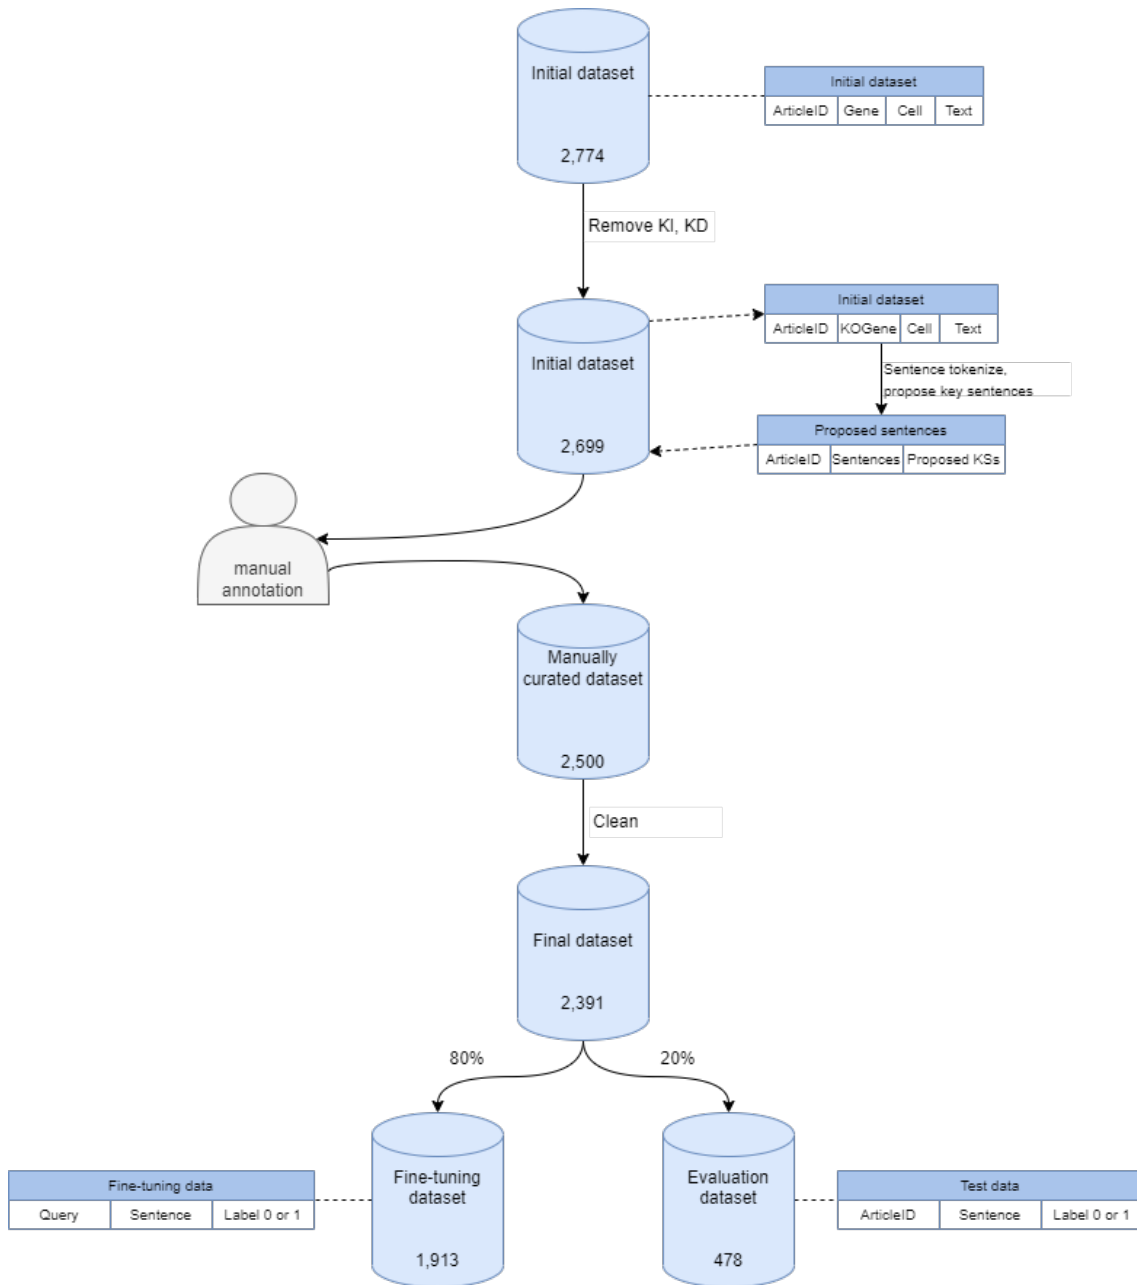 Initial dataset
2,774
Initial dataset
ArticleID Gene Cell Text
Remove KI, KD
Initial dataset
2,699
Initial dataset
ArticleID KOGene Cell Text
Sentence tokenize,
propose key sentences
Proposed sentences
ArticleID Sentences Proposed KSs
manual
annotation
Manually
curated dataset
2,500
Clean
Final dataset
2,391
80%
20%
Fine-tuning data
Query Sentence Label 0 or 1
Fine-tuning
dataset
1,913
Evaluation
dataset
478
Test data
ArticleID Sentence Label 0 or 1